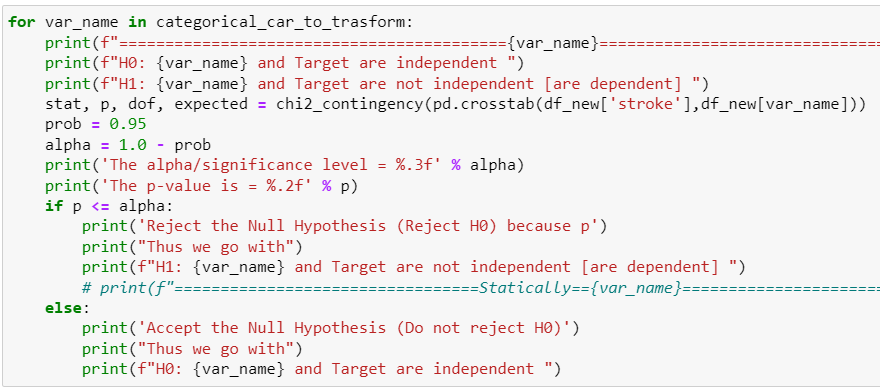 for var_name in categorical_car_to_trasform:
    print(f"=========================================={var_name}===============================
    print(f"H0: {var_name} and Target are independent ")
    print(f"H1: {var_name} and Target are not independent [are dependent] ")
    stat, p, dof, expected = chi2_contingency(pd.crosstab(df_new['stroke'],df_new[var_name]))
    prob = 0.95
    alpha = 1.0 - prob
    print('The alpha/significance level = %.3f' % alpha)
    print('The p-value is = %.2f' % p)
    if p <= alpha:
        print('Reject the Null Hypothesis (Reject H0) because p')
        print("Thus we go with")
        print(f"H1: {var_name} and Target are not independent [are dependent] ")
        # print(f"=================================Statically=={var_name}======================
    else:
        print('Accept the Null Hypothesis (Do not reject H0)')
        print("Thus we go with")
        print(f"H0: {var_name} and Target are independent ")